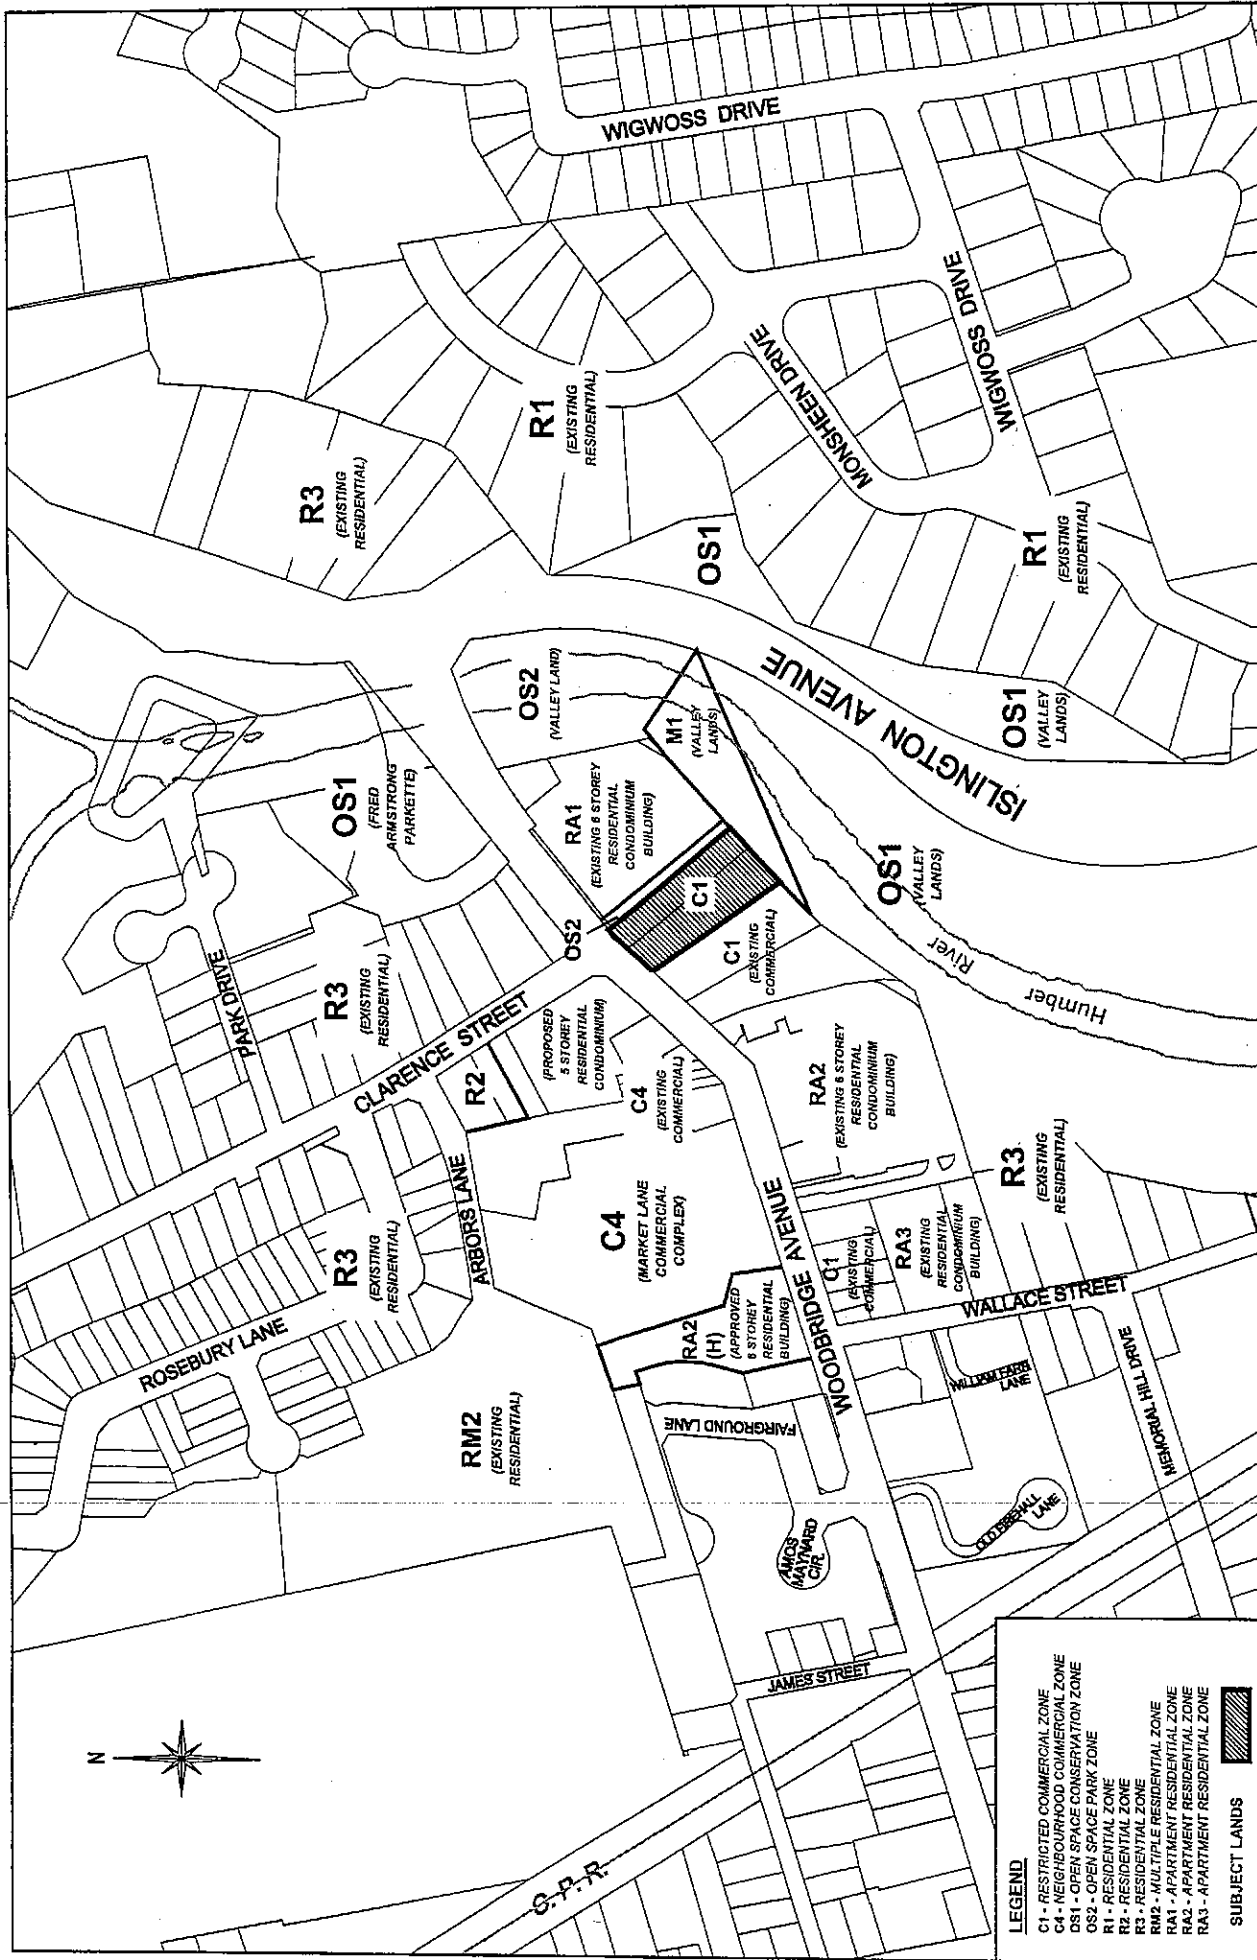 N
WIGWOSS DRIVE
R3
(EXISTING
RESIDENTIAL)
R1
(EXISTING
RESIDENTIAL)
MONSHEEN DRIVE
WIGWOSS DRIVE
R1
(EXISTING
RESIDENTIAL)
OS1
OS1
(VALLEY
LANDS)
ISLINGTON AVENUE
OS2
(VALLEY LAND)
M1
(VALLEY
LANDS)
OS1
(FRED
ARMSTRONG
PARKETTE)
RA1
(EXISTING 6 STOREY
RESIDENTIAL
CONDOMINIUM
BUILDING)
C1
OS2
C1
(EXISTING
COMMERCIAL)
OS1
(VALLEY
LANDS)
Humber River
PARK DRIVE
R3
(EXISTING
RESIDENTIAL)
CLARENCE STREET
R2
(PROPOSED
5 STOREY
RESIDENTIAL
CONDOMINIUM)
C4
(EXISTING
COMMERCIAL)
RA2
(EXISTING 6 STOREY
RESIDENTIAL
CONDOMINIUM
BUILDING)
R3
(EXISTING
RESIDENTIAL)
R3
(EXISTING
RESIDENTIAL)
ARBORS LANE
C4
(MARKET LANE
COMMERCIAL
COMPLEX)
WOODBRIDGE AVENUE
C1
(EXISTING
COMMERCIAL)
RA3
(EXISTING
RESIDENTIAL
CONDOMINIUM
BUILDING)
WALLACE STREET
ROSEBURY LANE
RA2
(H)
(APPROVED
6 STOREY
RESIDENTIAL
BUILDING)
RM2
(EXISTING
RESIDENTIAL)
FAIRGROUND LANE
WILLIAM FARR
LANE
MEMORIAL HILL DRIVE
AMOS
MAYNARD
CIR.
OLD FIREHALL
LANE
JAMES STREET
C.P.R.
LEGEND
C1 - RESTRICTED COMMERCIAL ZONE
C4 - NEIGHBOURHOOD COMMERCIAL ZONE
OS1 - OPEN SPACE CONSERVATION ZONE
OS2 - OPEN SPACE PARK ZONE
R1 - RESIDENTIAL ZONE
R2 - RESIDENTIAL ZONE
R3 - RESIDENTIAL ZONE
RM2 - MULTIPLE RESIDENTIAL ZONE
RA1 - APARTMENT RESIDENTIAL ZONE
RA2 - APARTMENT RESIDENTIAL ZONE
RA3 - APARTMENT RESIDENTIAL ZONE
SUBJECT LANDS